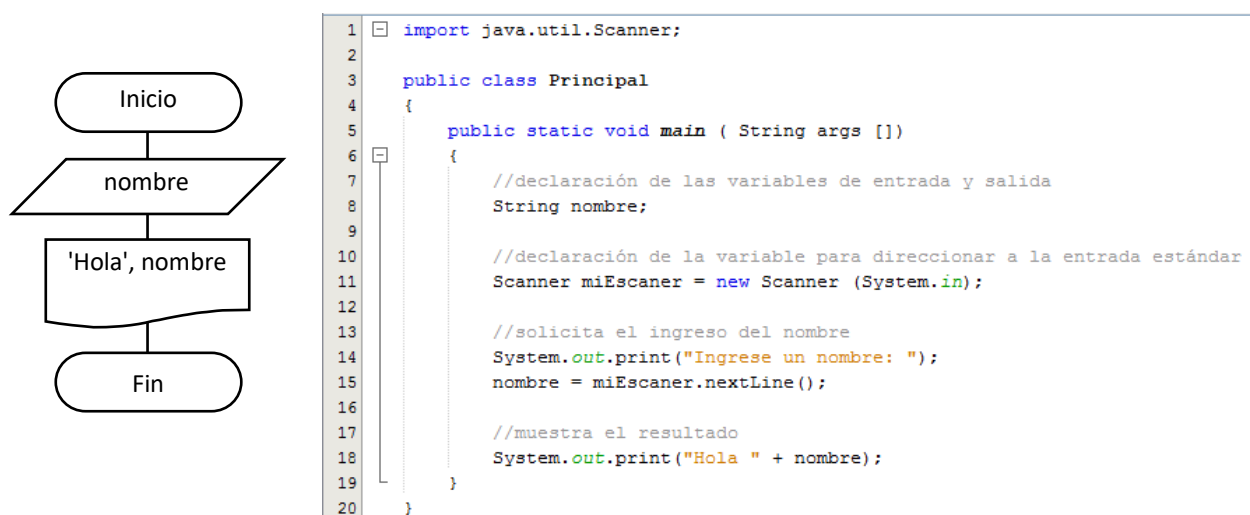 Inicio
nombre
'Hola', nombre
Fin
1 import java.util.Scanner;
2
3 public class Principal
4 {
5 public static void main ( String args [])
6 {
7 //declaración de las variables de entrada y salida
8 String nombre;
9
10 //declaración de la variable para direccionar a la entrada estándar
11 Scanner miEscaner = new Scanner (System.in);
12
13 //solicita el ingreso del nombre
14 System.out.print("Ingrese un nombre: ");
15 nombre = miEscaner.nextLine();
16
17 //muestra el resultado
18 System.out.print("Hola " + nombre);
19 }
20 }